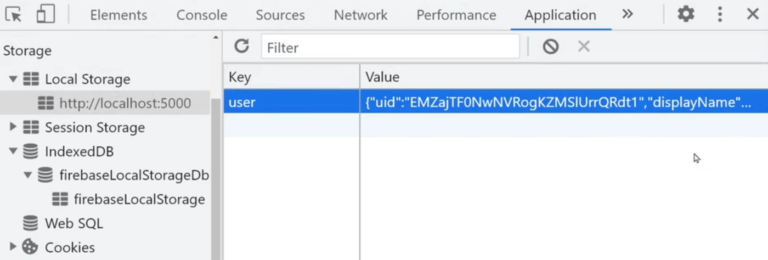 Elements Console Sources Network Performance Application »
Storage
Filter
Local Storage
http://localhost:5000
Session Storage
IndexedDB
firebaseLocalStorageDb
firebaseLocalStorage
Web SQL
Cookies
Key Value
user {"uid":"EMZajTF0NwNVRogKZMSlUrrQRdt1","displayName"...